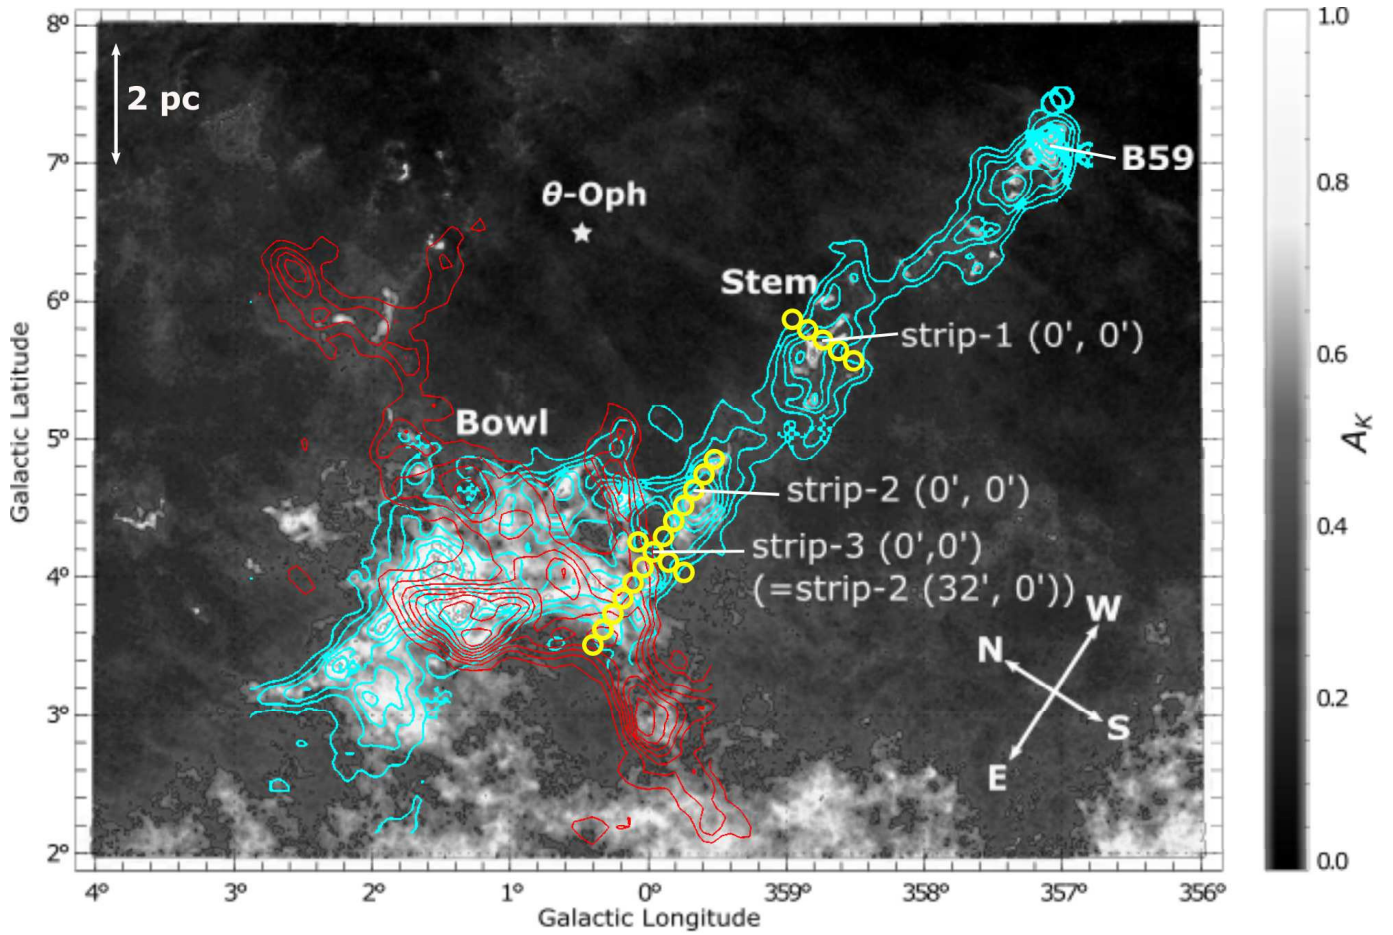 8°
7°
6°
5°
4°
3°
2°
Galactic Latitude
2 pc
θ-Oph
B59
Stem
strip-1 (0', 0')
Bowl
strip-2 (0', 0')
strip-3 (0',0')
(=strip-2 (32', 0'))
W
N
S
E
4°
3°
2°
1°
0°
359°
358°
357°
356°
Galactic Longitude
1.0
0.8
0.6
0.4
0.2
0.0
A_K